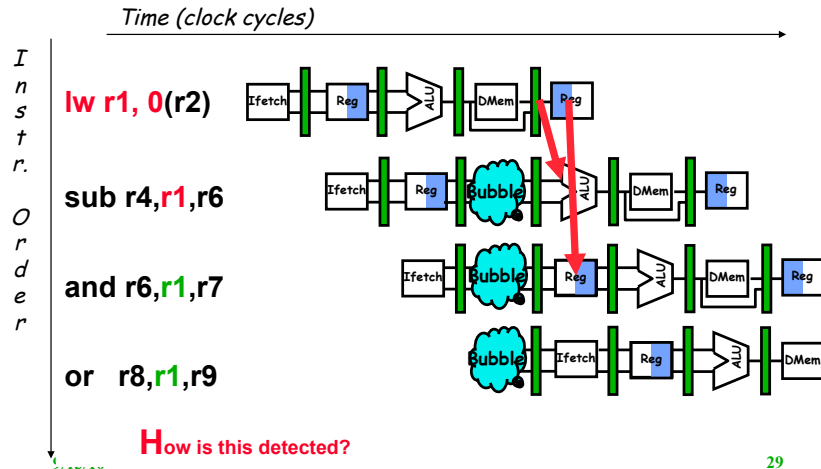 Time (clock cycles)
Instr. Order
lw r1, 0(r2)
Ifetch Reg ALU DMem Reg
sub r4,r1,r6
Ifetch Reg Bubble ALU DMem Reg
and r6,r1,r7
Ifetch Bubble Reg ALU DMem Reg
or r8,r1,r9
Bubble Ifetch Reg ALU DMem
How is this detected?
29